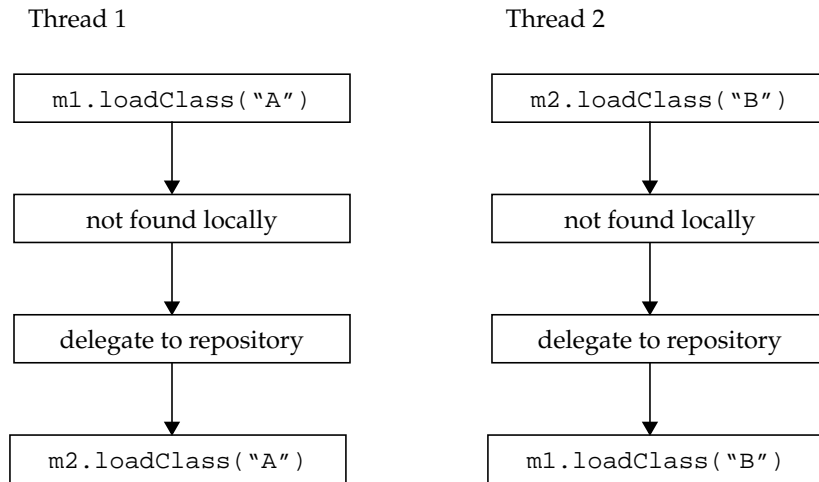 Thread 1
m1.loadClass(“A”)
not found locally
delegate to repository
m2.loadClass(“A”)
Thread 2
m2.loadClass(“B”)
not found locally
delegate to repository
m1.loadClass(“B”)